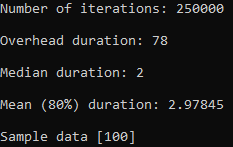 Number of iterations: 250000
Overhead duration: 78
Median duration: 2
Mean (80%) duration: 2.97845
Sample data [100]